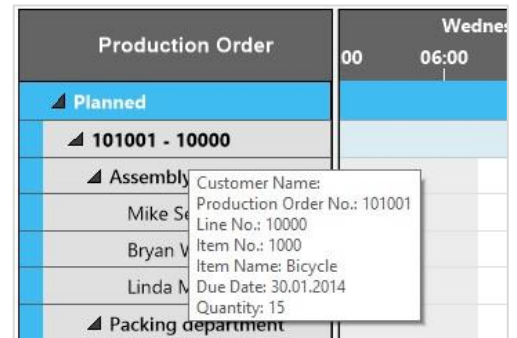 Production Order
Wednes
00 06:00
Planned
101001 - 10000
Assembly
Customer Name:
Production Order No.: 101001
Mike Se
Line No.: 10000
Bryan W
Item No.: 1000
Item Name: Bicycle
Linda M
Due Date: 30.01.2014
Quantity: 15
Packing department